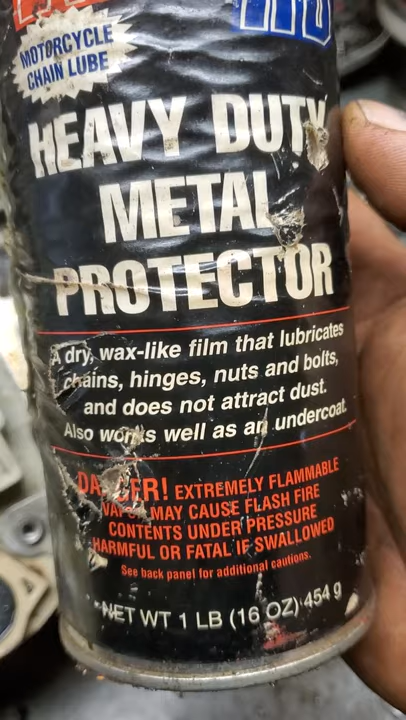 MOTORCYCLE
CHAIN LUBE
HEAVY DUTY
METAL
PROTECTOR
A dry, wax-like film that lubricates
chains, hinges, nuts and bolts,
and does not attract dust.
Also works well as an undercoat.
DANGER! EXTREMELY FLAMMABLE
VAPOR MAY CAUSE FLASH FIRE
CONTENTS UNDER PRESSURE
HARMFUL OR FATAL IF SWALLOWED
See back panel for additional cautions.
NET WT 1 LB (16 OZ) 454 g